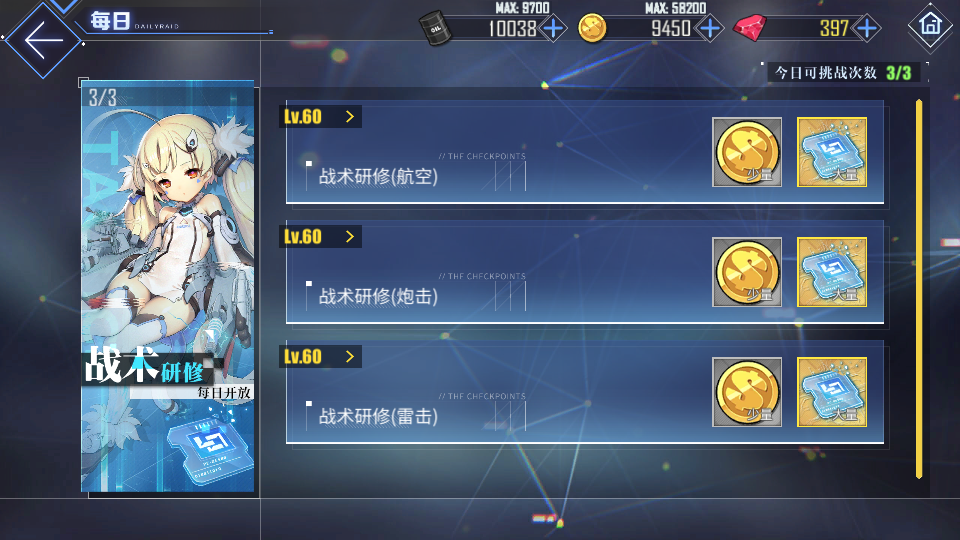 每日 DAILYRAID
MAX: 9700
10038
MAX: 58200
9450
397
OIL
今日可挑战次数 3/3
3/3
战术研修
每日开放
Lv.60
// THE CHECKPOINTS
战术研修(航空)
少量
大量
Lv.60
// THE CHECKPOINTS
战术研修(炮击)
少量
大量
Lv.60
// THE CHECKPOINTS
战术研修(雷击)
少量
大量